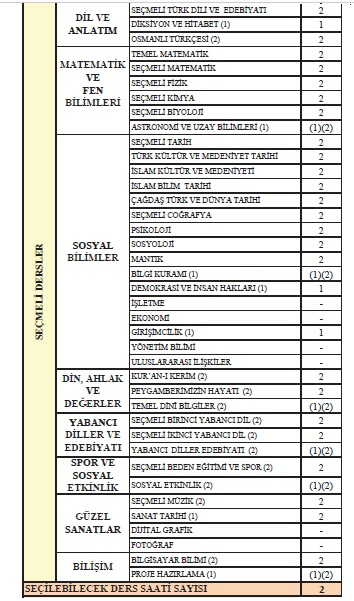 SEÇMELİ DERSLER
DİL VE
ANLATIM
SEÇMELİ TÜRK DİLİ VE EDEBİYATI 2
DİKSİYON VE HİTABET (1) 1
OSMANLI TÜRKÇESİ (2) 2
MATEMATİK
VE
FEN
BİLİMLERİ
TEMEL MATEMATİK 2
SEÇMELİ MATEMATİK 2
SEÇMELİ FİZİK 2
SEÇMELİ KİMYA 2
SEÇMELİ BİYOLOJİ 2
ASTRONOMİ VE UZAY BİLİMLERİ (1) (1)(2)
SOSYAL
BİLİMLER
SEÇMELİ TARİH 2
TÜRK KÜLTÜR VE MEDENİYET TARİHİ 2
İSLAM KÜLTÜR VE MEDENİYETİ 2
İSLAM BİLİM TARİHİ 2
ÇAĞDAŞ TÜRK VE DÜNYA TARİHİ 2
SEÇMELİ COĞRAFYA 2
PSİKOLOJİ 2
SOSYOLOJİ 2
MANTIK 2
BİLGİ KURAMI (1) (1)(2)
DEMOKRASİ VE İNSAN HAKLARI (1) 1
İŞLETME -
EKONOMİ -
GİRİŞİMCİLİK (1) 1
YÖNETİM BİLİMİ -
ULUSLARARASI İLİŞKİLER -
DİN, AHLAK
VE
DEĞERLER
KUR'AN-I KERİM (2) 2
PEYGAMBERİMİZİN HAYATI (2) 2
TEMEL DİNİ BİLGİLER (2) (1)(2)
YABANCI
DİLLER VE
EDEBİYATI
SEÇMELİ BİRİNCİ YABANCI DİL (2) 2
SEÇMELİ İKİNCİ YABANCI DİL (2) 2
YABANCI DİLLER EDEBİYATI (2) (1)(2)
SPOR VE
SOSYAL
ETKİNLİK
SEÇMELİ BEDEN EĞİTİMİ VE SPOR (2) 2
SOSYAL ETKİNLİK (2) (1)(2)
GÜZEL
SANATLAR
SEÇMELİ MÜZİK (2) 2
SANAT TARİHİ (1) 2
DİJİTAL GRAFİK -
FOTOĞRAF -
BİLİŞİM
BİLGİSAYAR BİLİMİ (2) 2
PROJE HAZIRLAMA (1) (1)(2)
SEÇİLEBİLECEK DERS SAATİ SAYISI 2